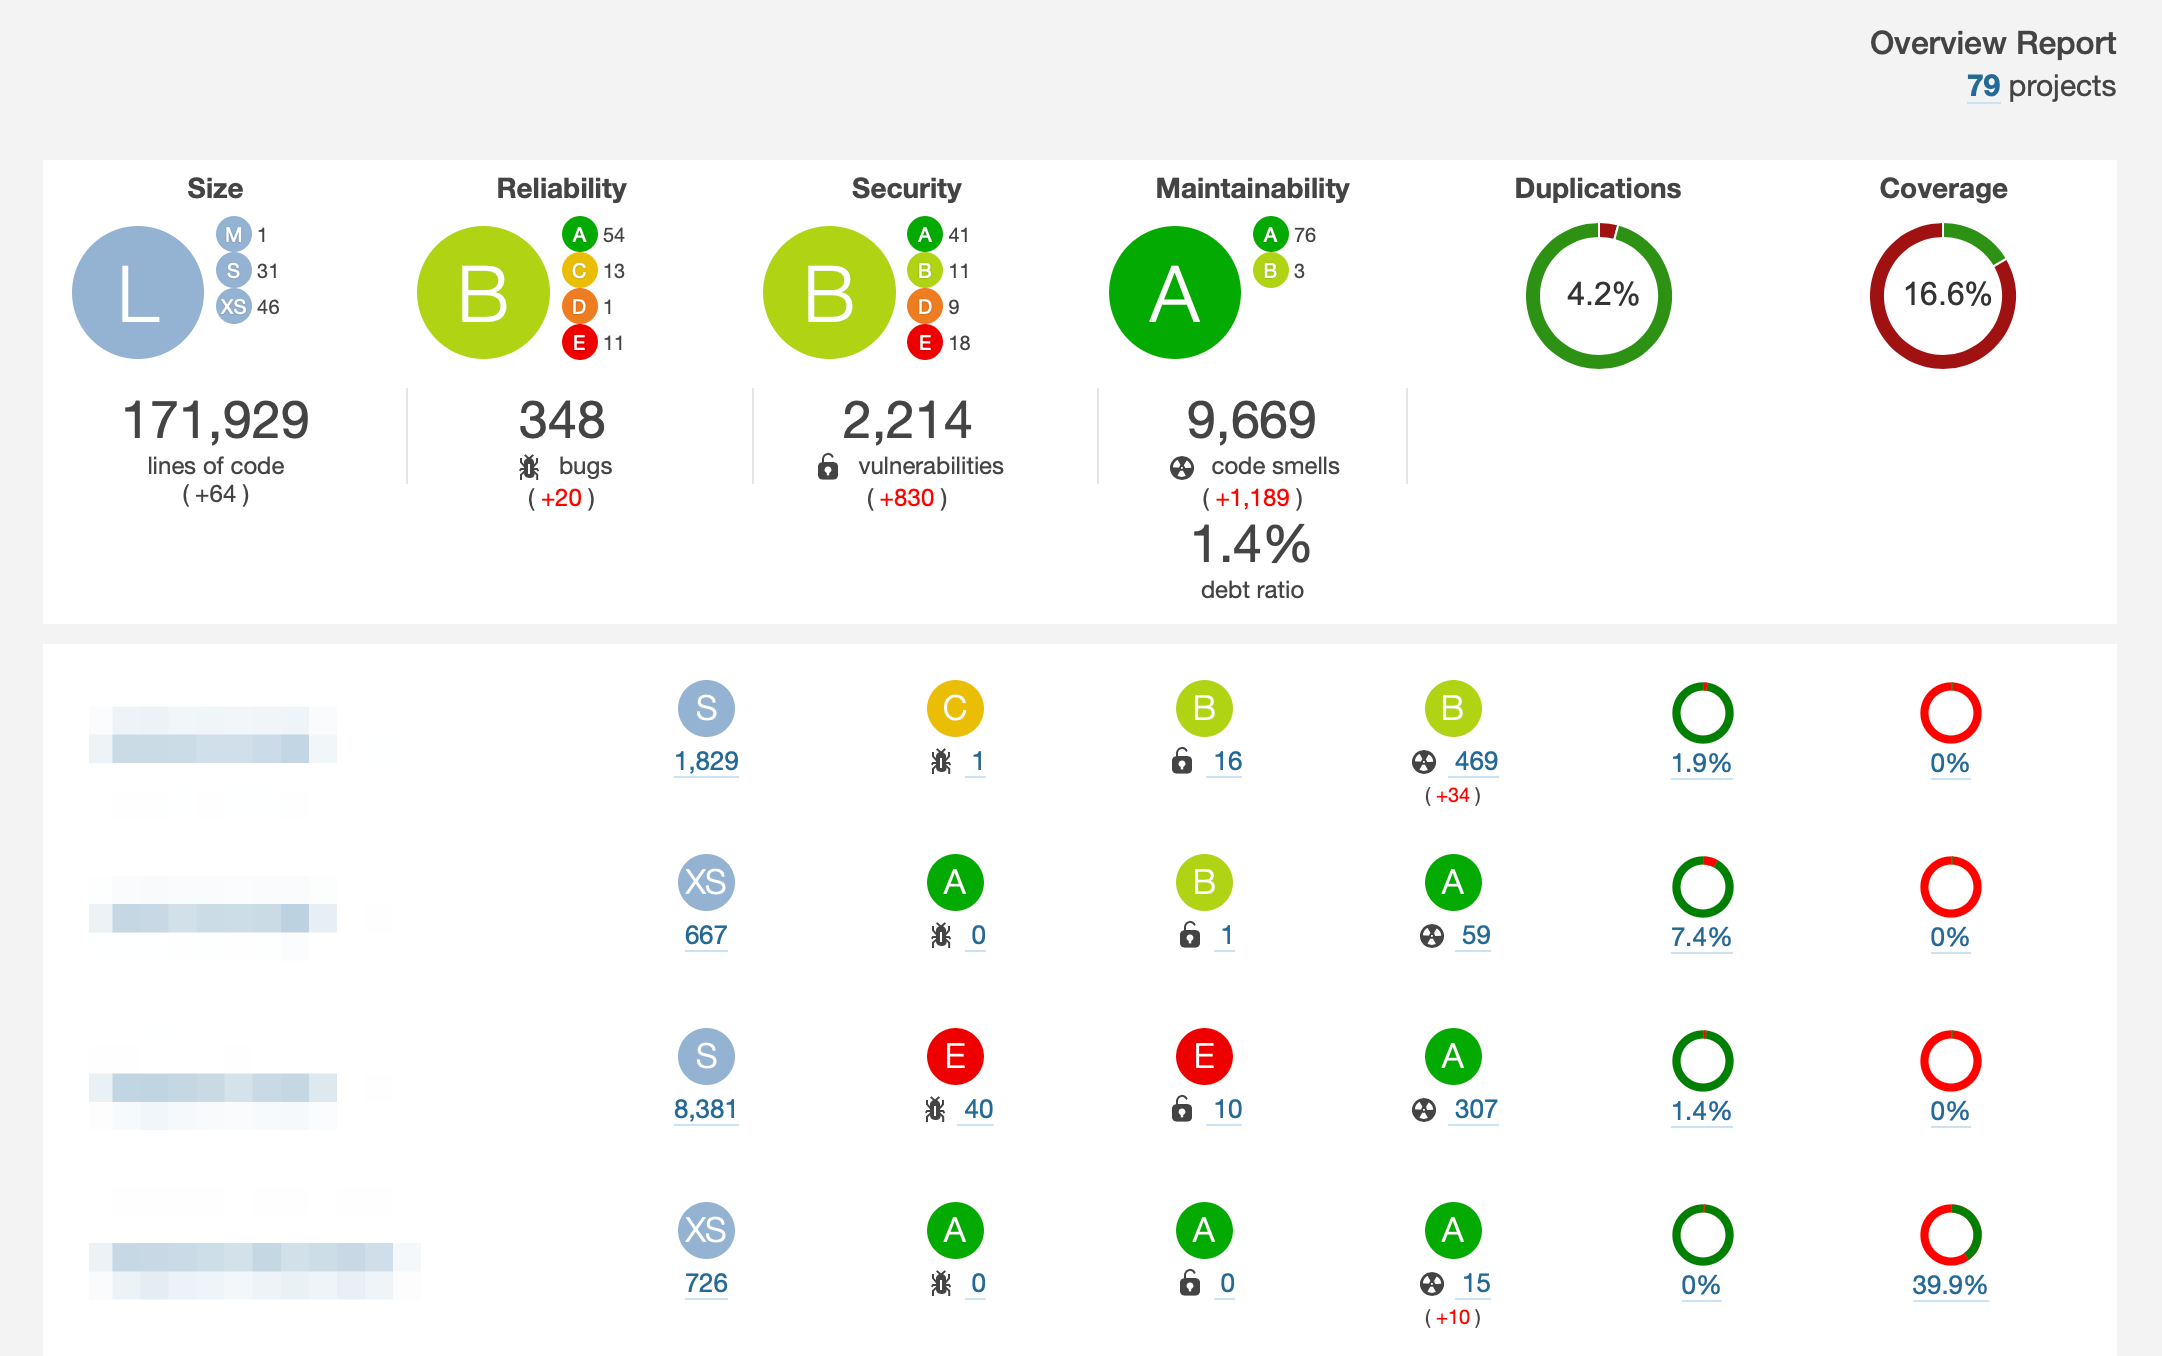 Overview Report
79 projects
Size Reliability Security Maintainability Duplications Coverage
L M 1 B A 54 B A 41 A A 76 4.2% 16.6%
S 31 C 13 B 11 B 3
XS 46 D 1 D 9
E 11 E 18
171,929 348 2,214 9,669
lines of code bugs vulnerabilities code smells
( +64 ) ( +20 ) ( +830 ) ( +1,189 )
1.4%
debt ratio
S C B B
1,829 1 16 469 1.9% 0%
( +34 )
XS A B A
667 0 1 59 7.4% 0%
S E E A
8,381 40 10 307 1.4% 0%
XS A A A
726 0 0 15 0% 39.9%
( +10 )